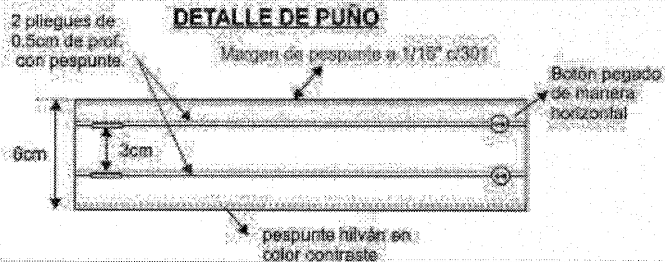 DETALLE DE PUÑO
2 pliegues de
0.5cm de prof.
con pespunte.
Margen de pespunte a 1/16" c/301
Botón pegado
de manera
horizontal
6cm
3cm
pespunte hilván en
color contraste